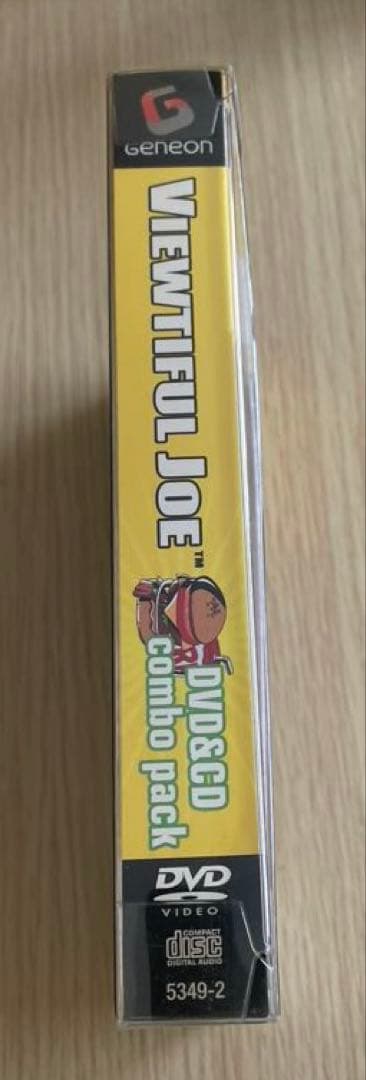 Geneon
VIEWTIFUL JOE™
DVD&CD
combo pack
DVD
VIDEO
COMPACT
disc
DIGITAL AUDIO
5349-2